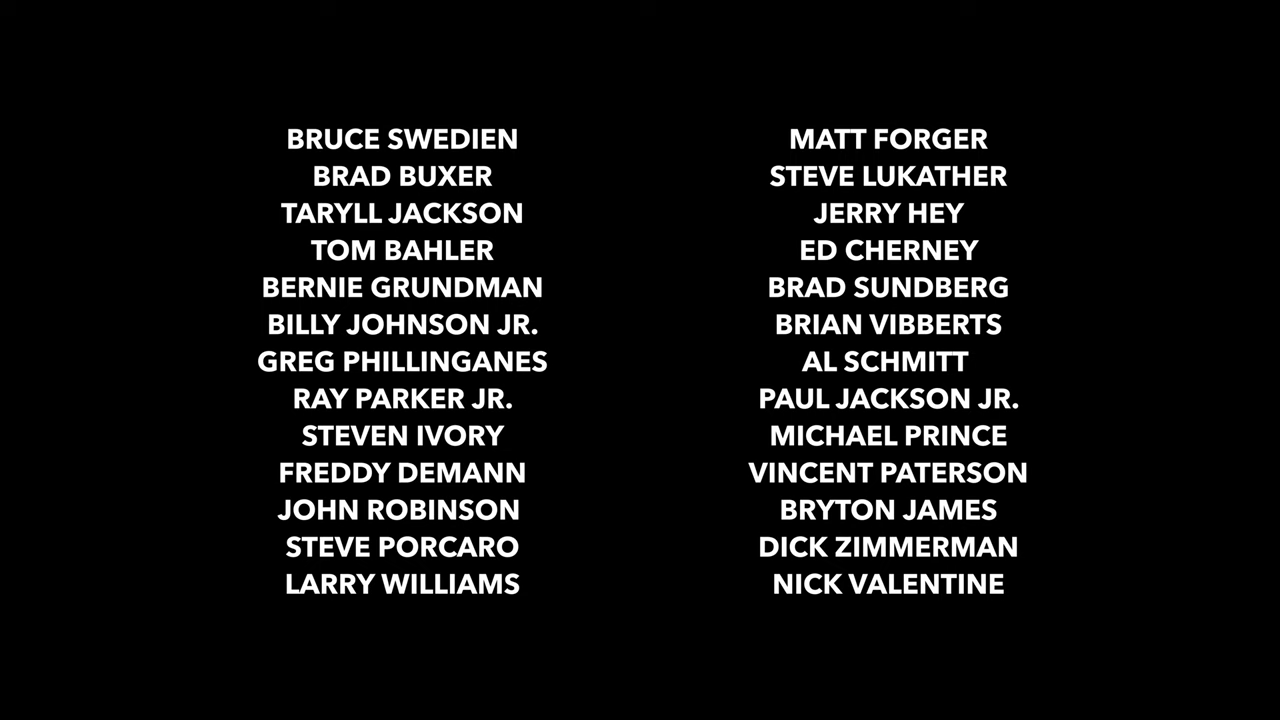 BRUCE SWEDIEN
BRAD BUXER
TARYLL JACKSON
TOM BAHLER
BERNIE GRUNDMAN
BILLY JOHNSON JR.
GREG PHILLINGANES
RAY PARKER JR.
STEVEN IVORY
FREDDY DEMANN
JOHN ROBINSON
STEVE PORCARO
LARRY WILLIAMS
MATT FORGER
STEVE LUKATHER
JERRY HEY
ED CHERNEY
BRAD SUNDBERG
BRIAN VIBBERTS
AL SCHMITT
PAUL JACKSON JR.
MICHAEL PRINCE
VINCENT PATERSON
BRYTON JAMES
DICK ZIMMERMAN
NICK VALENTINE